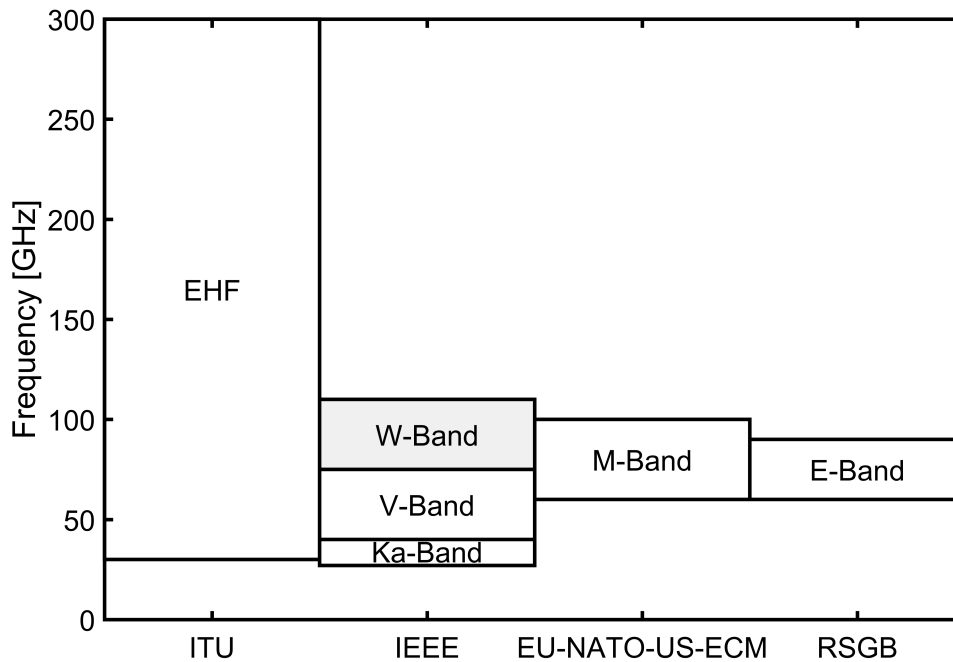 300
250
200
150
100
50
0
Frequency [GHz]
EHF
W-Band
V-Band
Ka-Band
M-Band
E-Band
ITU
IEEE
EU-NATO-US-ECM
RSGB